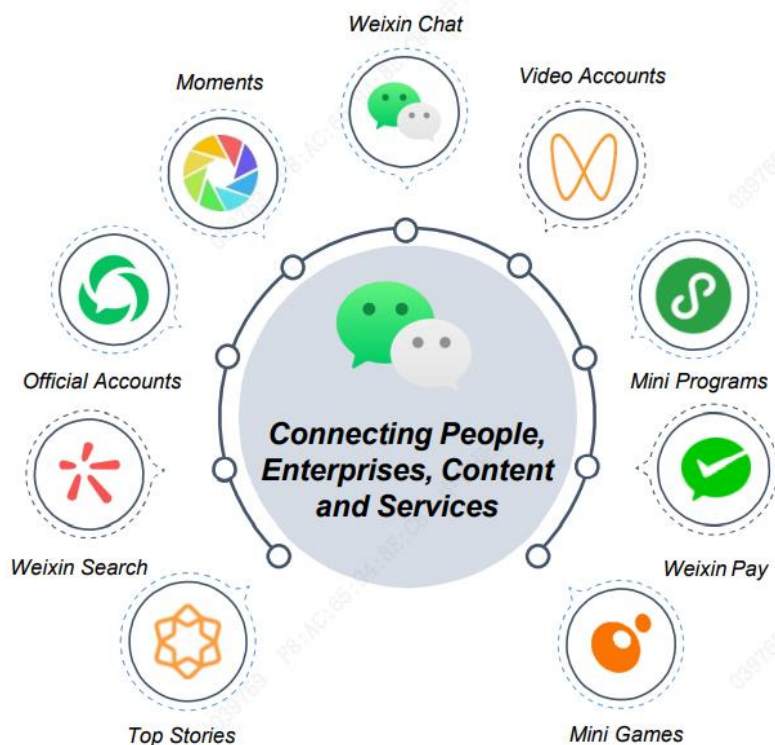 Weixin Chat
Moments
Video Accounts
Official Accounts
Mini Programs
Connecting People,
Enterprises, Content
and Services
Weixin Search
Weixin Pay
Top Stories
Mini Games